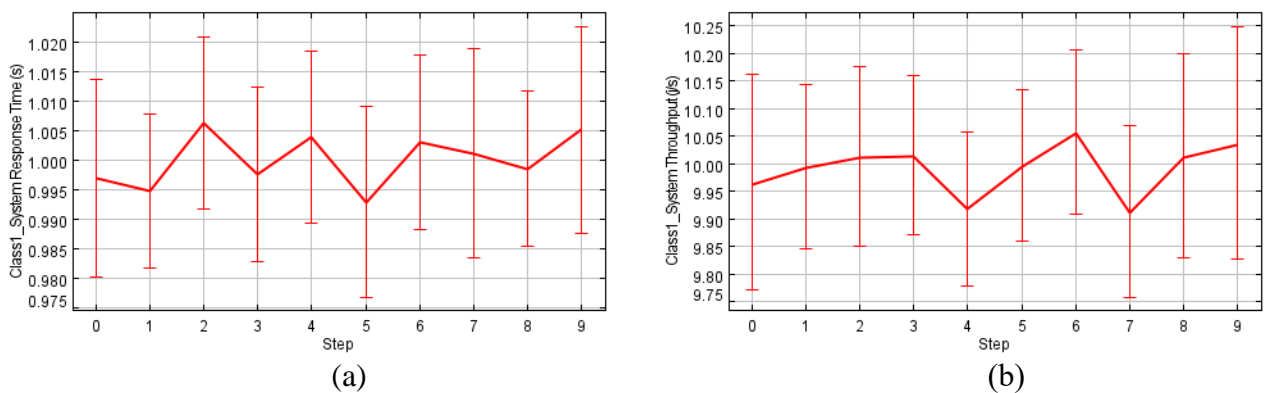 Class1_System Response Time (s)
1.020
1.015
1.010
1.005
1.000
0.995
0.990
0.985
0.980
0.975
0 1 2 3 4 5 6 7 8 9
Step
(a)
Class1_System Throughput (j/s)
10.25
10.20
10.15
10.10
10.05
10.00
9.95
9.90
9.85
9.80
9.75
0 1 2 3 4 5 6 7 8 9
Step
(b)